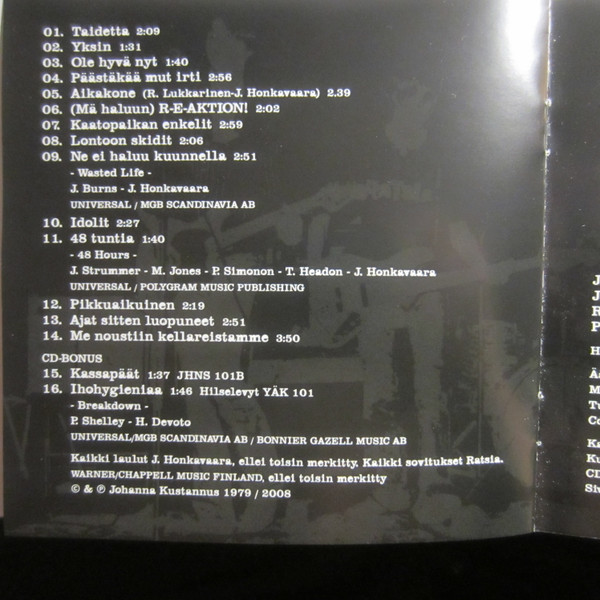 01. Taidetta 2:09
02. Yksin 1:31
03. Ole hyvä nyt 1:40
04. Päästäkää mut irti 2:56
05. Aikakone (R. Lukkarinen-J. Honkavaara) 2.39
06. (Mä haluun) R-E-AKTION! 2:02
07. Kaatopaikan enkelit 2:59
08. Lontoon skidit 2:06
09. Ne ei haluu kuunnella 2:51
- Wasted Life -
J. Burns - J. Honkavaara
UNIVERSAL / MGB SCANDINAVIA AB
10. Idolit 2:27
11. 48 tuntia 1:40
- 48 Hours -
J. Strummer - M. Jones - P. Simonon - T. Headon - J. Honkavaara
UNIVERSAL / POLYGRAM MUSIC PUBLISHING
12. Pikkuaikuinen 2:19
13. Ajat sitten luopuneet 2:51
14. Me noustiin kellareistamme 3:50
CD-BONUS
15. Kassapäät 1:37 JHNS 101B
16. Ihohygieniaa 1:46 Hilselevyt YÄK 101
- Breakdown -
P. Shelley - H. Devoto
UNIVERSAL/MGB SCANDINAVIA AB / BONNIER GAZELL MUSIC AB
Kaikki laulut J. Honkavaara, ellei toisin merkitty. Kaikki sovitukset Ratsia.
WARNER/CHAPPELL MUSIC FINLAND, ellei toisin merkitty
© & ℗ Johanna Kustannus 1979 / 2008